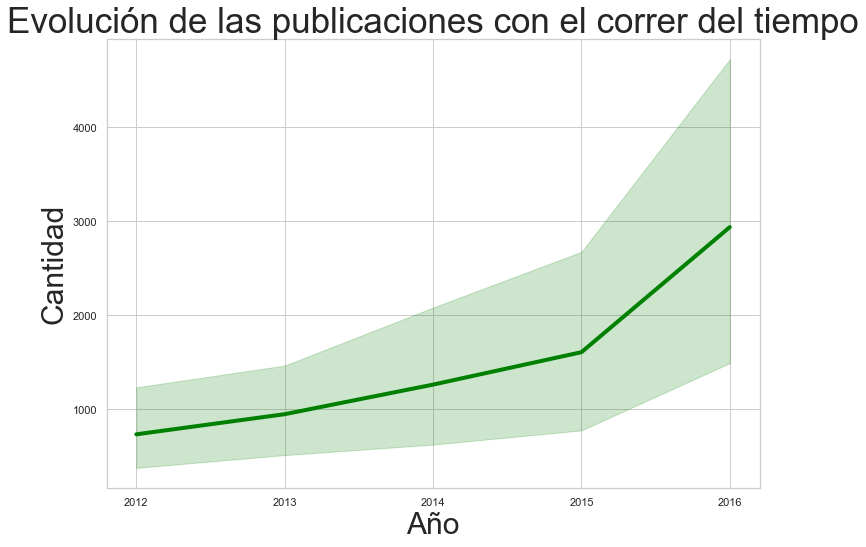 Evolución de las publicaciones con el correr del tiempo
4000
3000
2000
1000
Cantidad
2012 2013 2014 2015 2016
Año